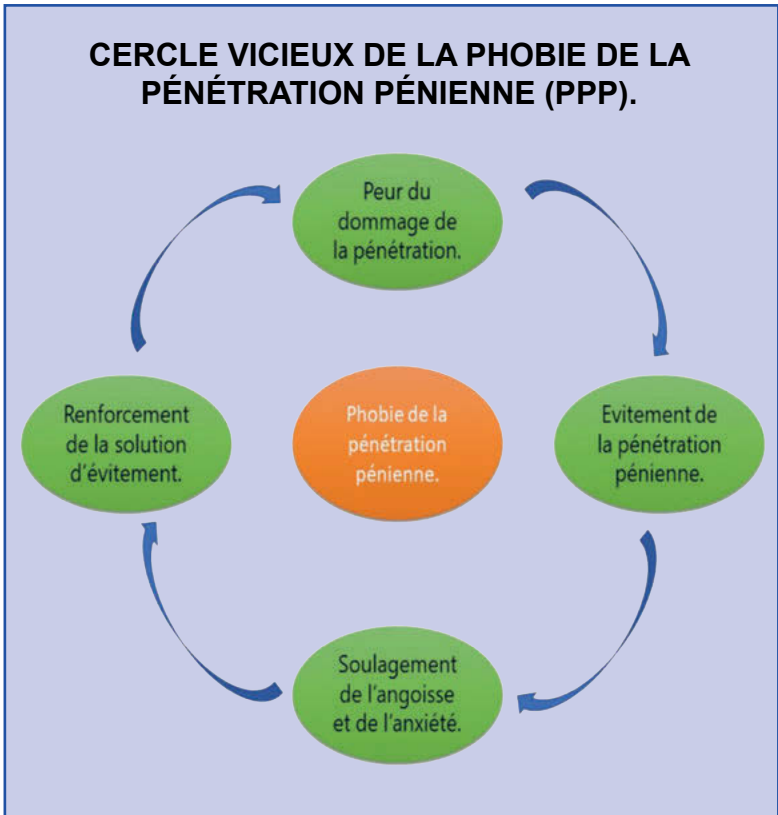 CERCLE VICIEUX DE LA PHOBIE DE LA
PÉNÉTRATION PÉNIENNE (PPP).
Peur du
dommage de
la pénétration.
Renforcement
de la solution
d'évitement.
Phobie de la
pénétration
pénienne.
Evitement de
la pénétration
pénienne.
Soulagement
de l'angoisse
et de l'anxiété.